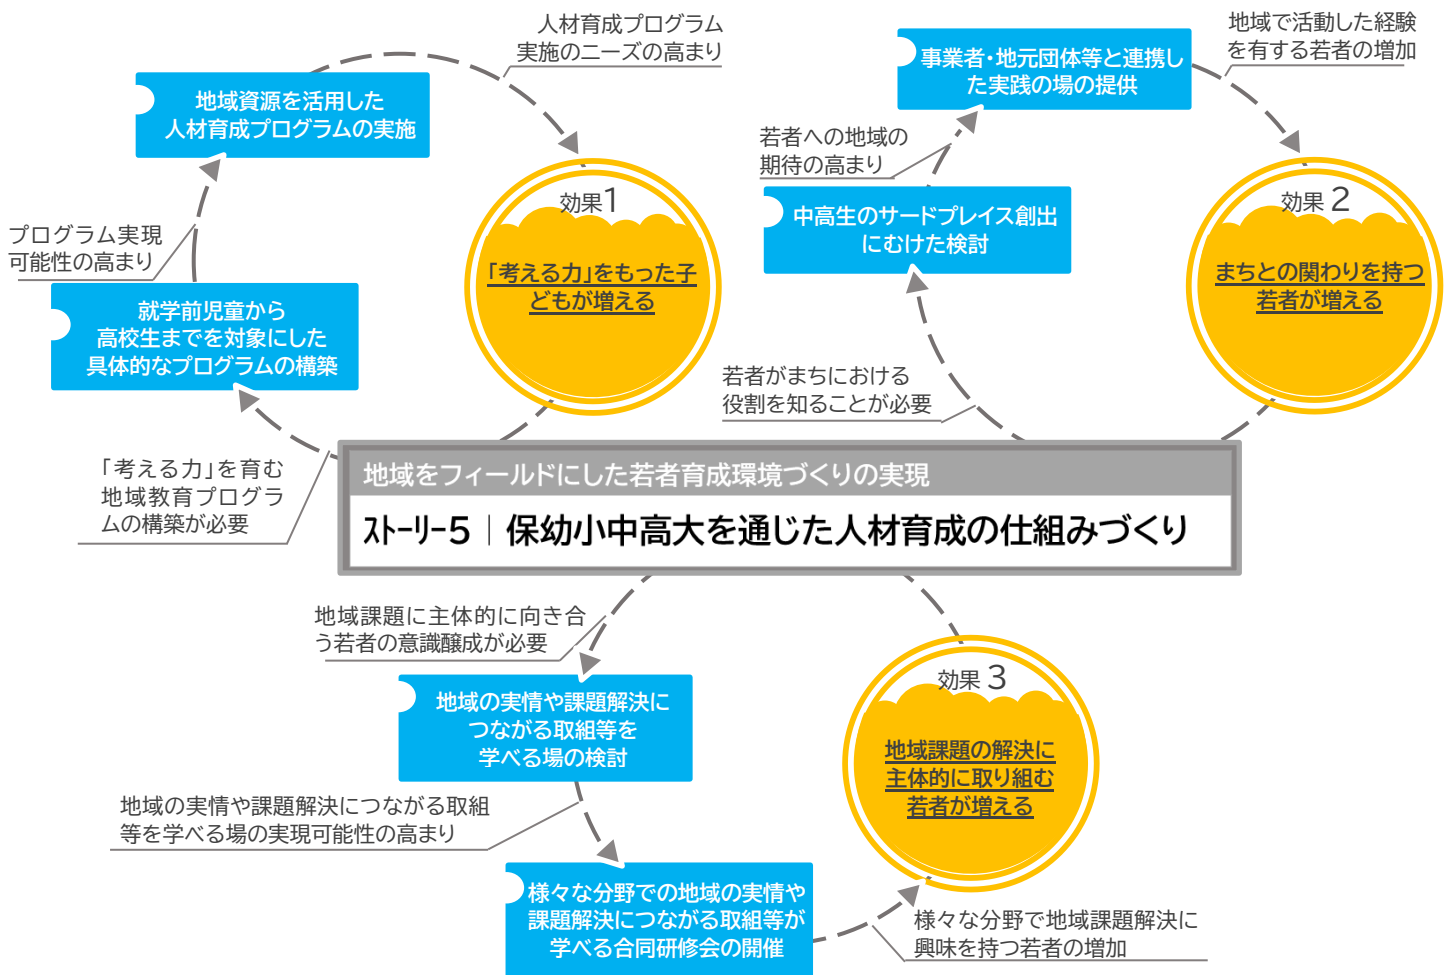 人材育成プログラム
実施のニーズの高まり
地域資源を活用した
人材育成プログラムの実施
プログラム実現
可能性の高まり
就学前児童から
高校生までを対象にした
具体的なプログラムの構築
「考える力」を育む
地域教育プログラ
ムの構築が必要
効果1
「考える力」をもった子
どもが増える
地域で活動した経験
を有する若者の増加
事業者・地元団体等と連携し
た実践の場の提供
若者への地域の
期待の高まり
中高生のサードプレイス創出
にむけた検討
若者がまちにおける
役割を知ることが必要
効果 2
まちとの関わりを持つ
若者が増える
地域をフィールドにした若者育成環境づくりの実現
ｽﾄｰﾘｰ5｜保幼小中高大を通じた人材育成の仕組みづくり
地域課題に主体的に向き合
う若者の意識醸成が必要
地域の実情や課題解決に
つながる取組等を
学べる場の検討
地域の実情や課題解決につながる取組
等を学べる場の実現可能性の高まり
様々な分野での地域の実情や
課題解決につながる取組等が
学べる合同研修会の開催
効果 3
地域課題の解決に
主体的に取り組む
若者が増える
様々な分野で地域課題解決に
興味を持つ若者の増加